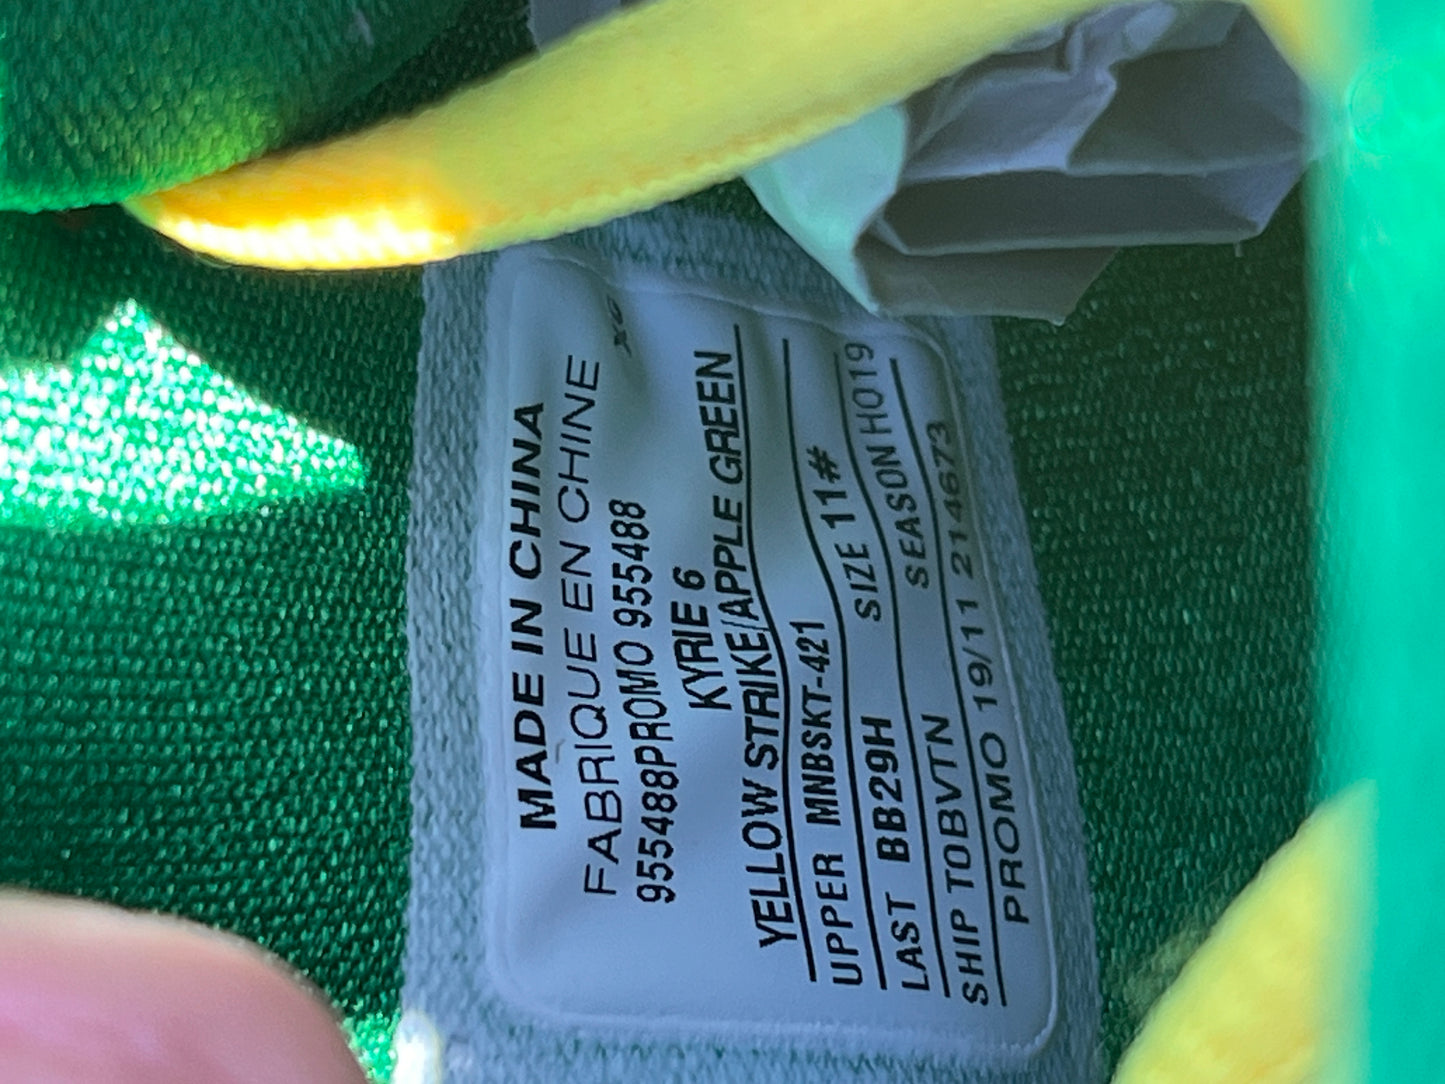 MADE IN CHINA
FABRIQUE EN CHINE
955488PROMO 955488
KYRIE 6
YELLOW STRIKE/APPLE GREEN
UPPER MNBSKT-421
LAST BB29H SIZE 11#
SHIP TOBVTN SEASON HO19
PROMO 19/11 214673